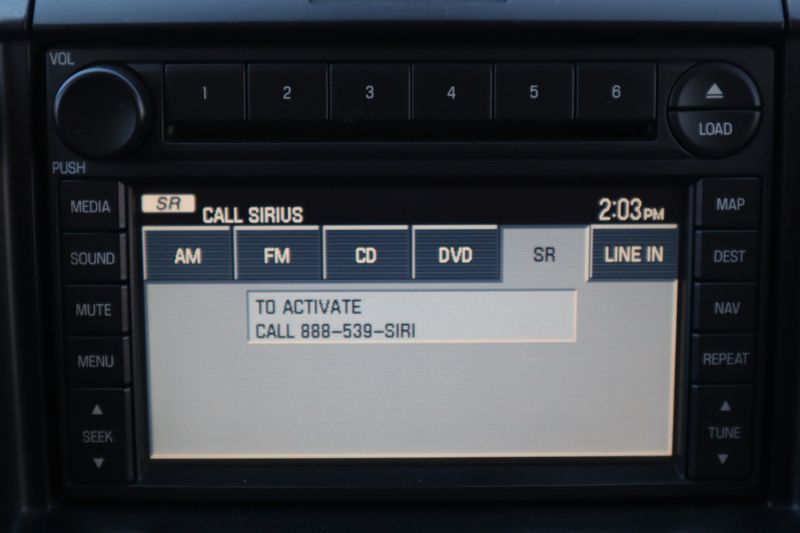 VOL
1 2 3 4 5 6
LOAD
PUSH
MEDIA
SOUND
MUTE
MENU
SEEK
SR CALL SIRIUS 2:03PM
AM FM CD DVD SR LINE IN
TO ACTIVATE
CALL 888-539-SIRI
MAP
DEST
NAV
REPEAT
TUNE